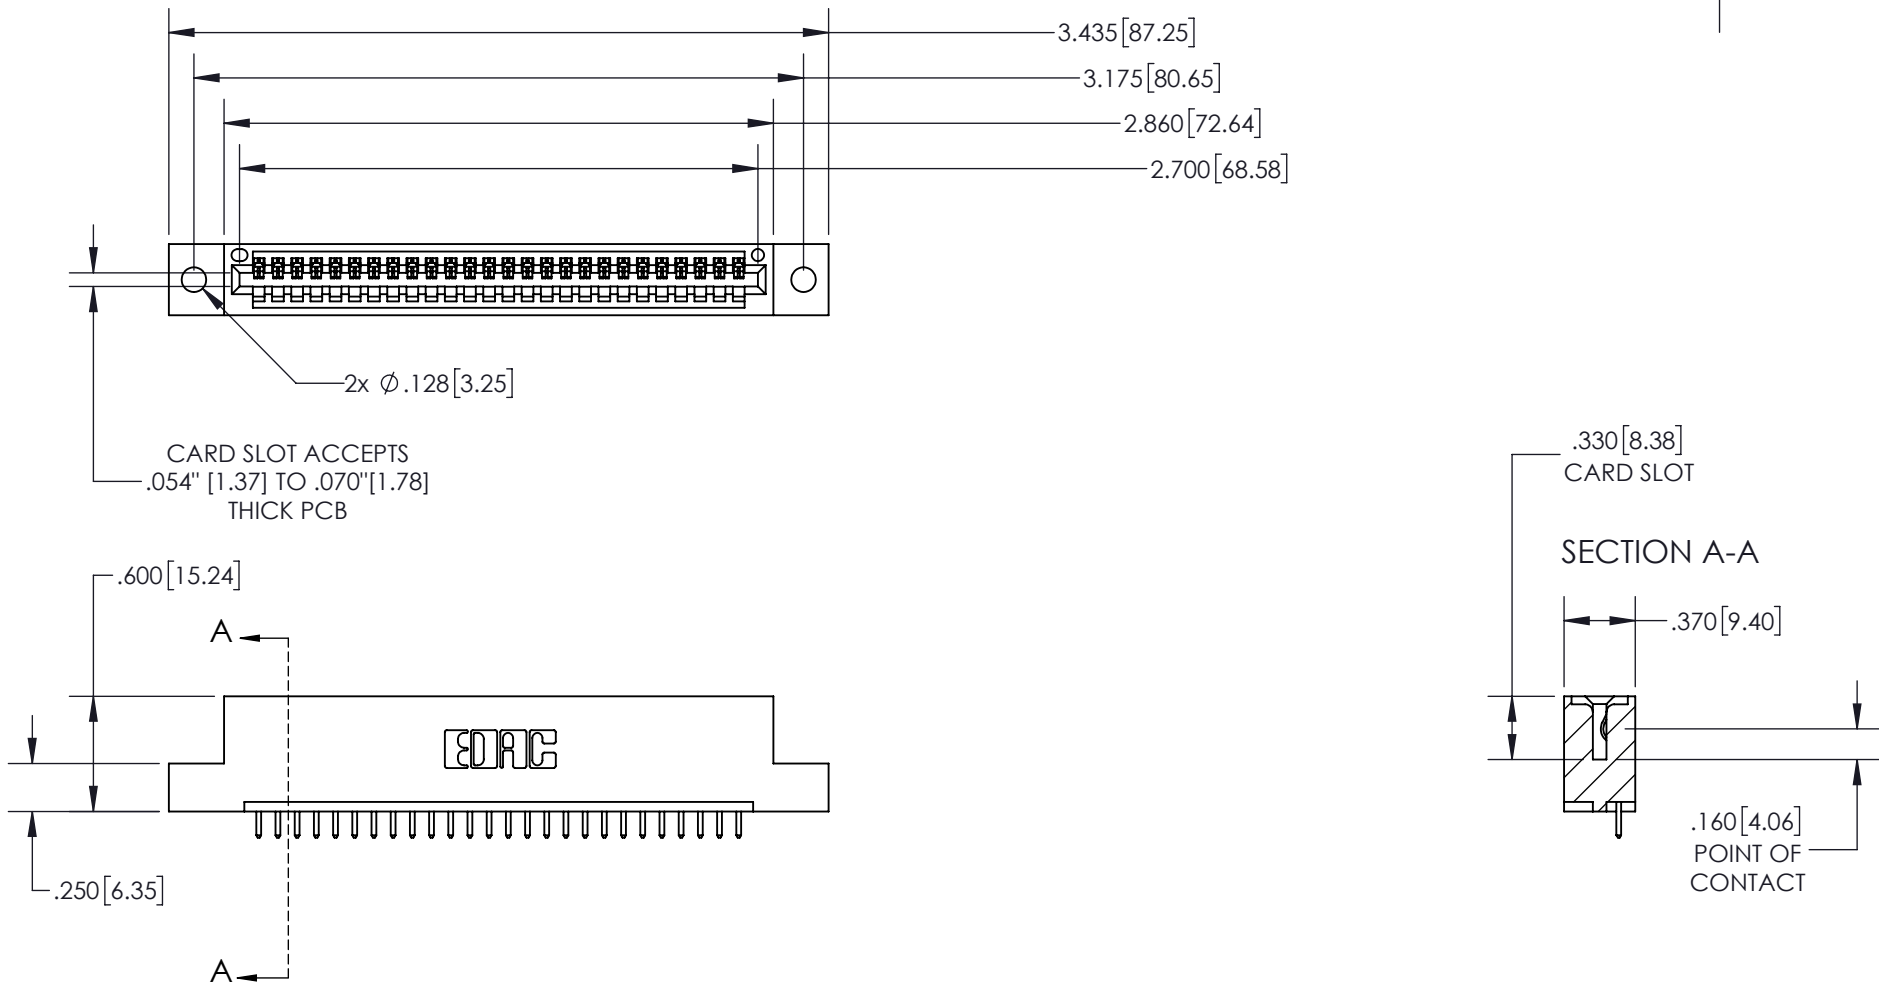 3.435[87.25]
3.175[80.65]
2.860[72.64]
2.700[68.58]
2x ∅.128[3.25]
CARD SLOT ACCEPTS
.054" [1.37] TO .070"[1.78]
THICK PCB
.330[8.38]
CARD SLOT
SECTION A-A
.600[15.24]
.370[9.40]
A
EDAC
.160[4.06]
POINT OF
CONTACT
.250[6.35]
A